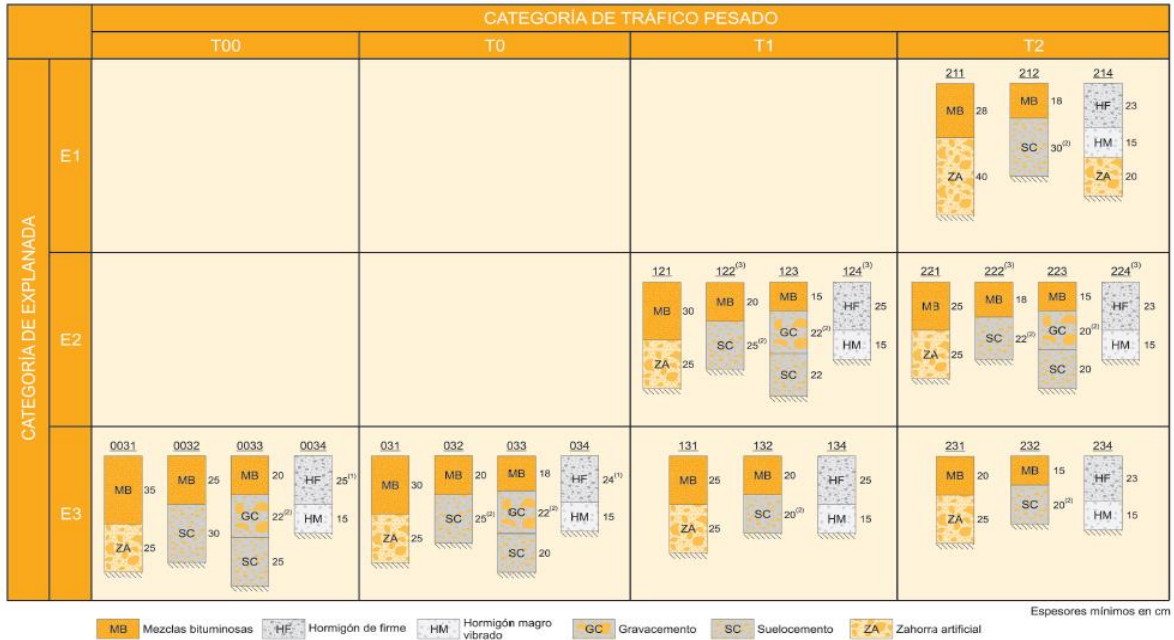 CATEGORÍA DE TRÁFICO PESADO
T00 T0 T1 T2
CATEGORÍA DE EXPLANADA
E1
211 212 214
MB 28 MB 18 HF 23
ZA 40 SC 30(2) HM 15
ZA 20
E2
121 122(3) 123 124(3) 221 222(3) 223 224(3)
MB 30 MB 20 MB 15 HF 25 MB 25 MB 18 MB 15 HF 23
ZA 25 SC 25(2) GC 22(2) HM 15 ZA 25 SC 22(2) GC 20(2) HM 15
SC 22 SC 20
E3
0031 0032 0033 0034 031 032 033 034 131 132 134 231 232 234
MB 35 MB 25 MB 20 HF 25(1) MB 30 MB 20 MB 18 HF 24(1) MB 25 MB 20 HF 25 MB 20 MB 15 HF 23
ZA 25 SC 30 GC 22(2) HM 15 ZA 25 SC 25(2) GC 22(2) HM 15 ZA 25 SC 20(2) HM 15 ZA 25 SC 20(2) HM 15
SC 25 SC 20
Espesores mínimos en cm
MB Mezclas bituminosas HF Hormigón de firme HM Hormigón magro vibrado GC Gravacemento SC Suelocemento ZA Zahorra artificial